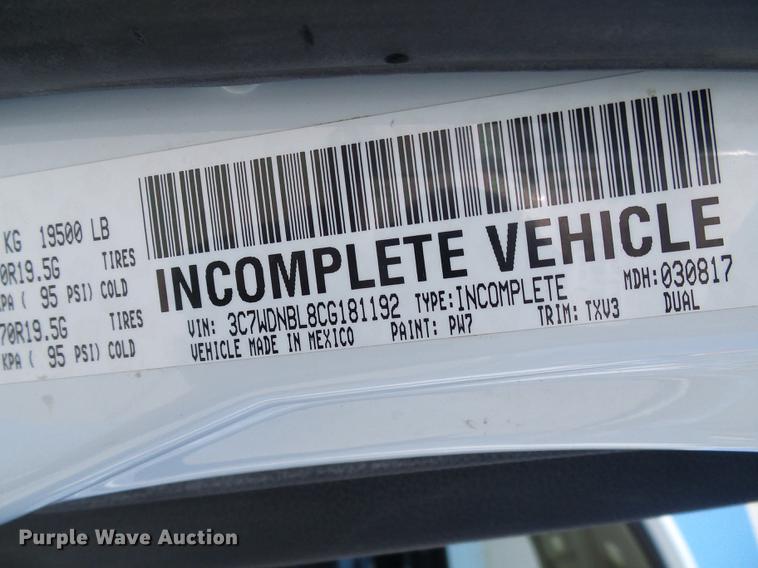 KG 19500 LB
0R19.5G TIRES
KPA ( 95 PSI) COLD
70R19.5G TIRES
KPA ( 95 PSI) COLD
INCOMPLETE VEHICLE
VIN: 3C7WDNBL8CG181192 TYPE:INCOMPLETE MDH:030817
VEHICLE MADE IN MEXICO PAINT: PW7 TRIM: TXV3 DUAL
Purple Wave Auction